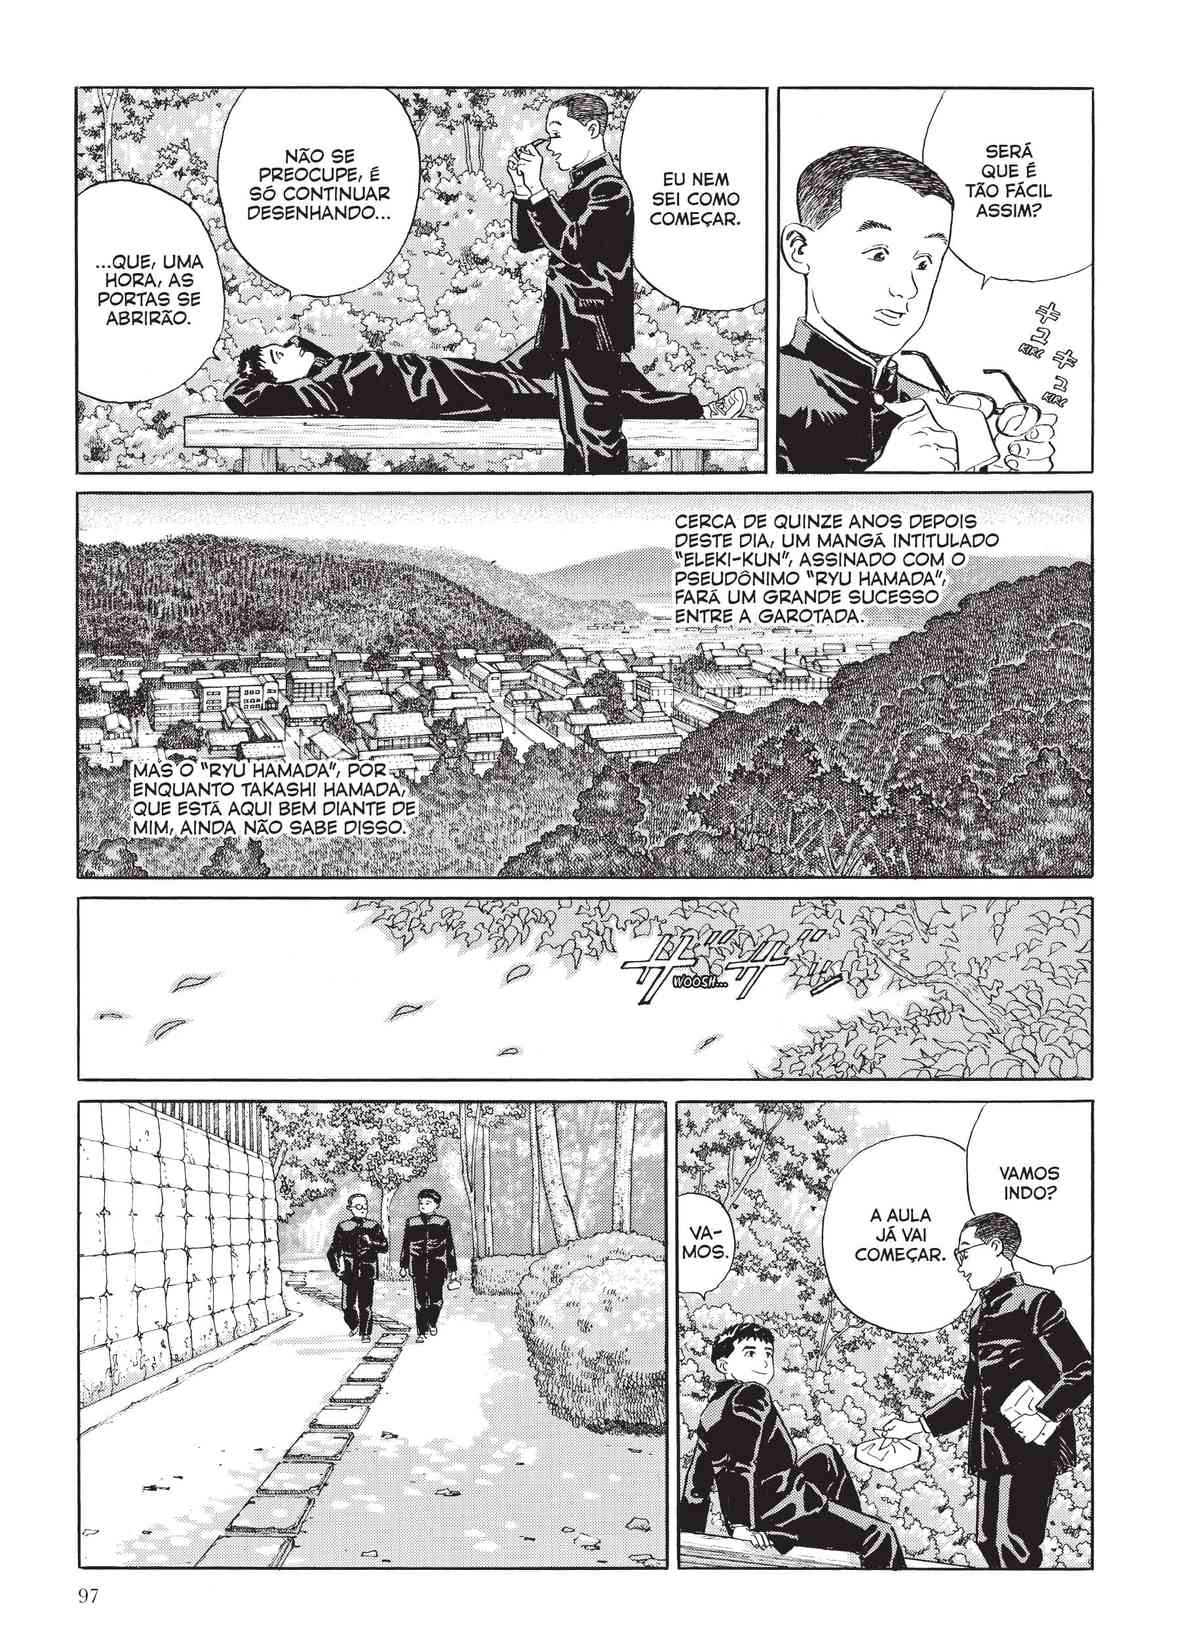 SERÁ
QUE É
TÃO FÁCIL
ASSIM?
キュキュ
KIRC
KIRC
EU NEM
SEI COMO
COMEÇAR.
NÃO SE
PREOCUPE, É
SÓ CONTINUAR
DESENHANDO...
...QUE, UMA
HORA, AS
PORTAS SE
ABRIRÃO.
CERCA DE QUINZE ANOS DEPOIS
DESTE DIA, UM MANGÁ INTITULADO
“ELEKI-KUN”, ASSINADO COM O
PSEUDÔNIMO “RYU HAMADA”,
FARÁ UM GRANDE SUCESSO
ENTRE A GAROTADA.
MAS O “RYU HAMADA”, POR
ENQUANTO TAKASHI HAMADA,
QUE ESTÁ AQUI BEM DIANTE DE
MIM, AINDA NÃO SABE DISSO.
ザザ
WOOSH...
VAMOS
INDO?
A AULA
JÁ VAI
COMEÇAR.
VA-
MOS.
97